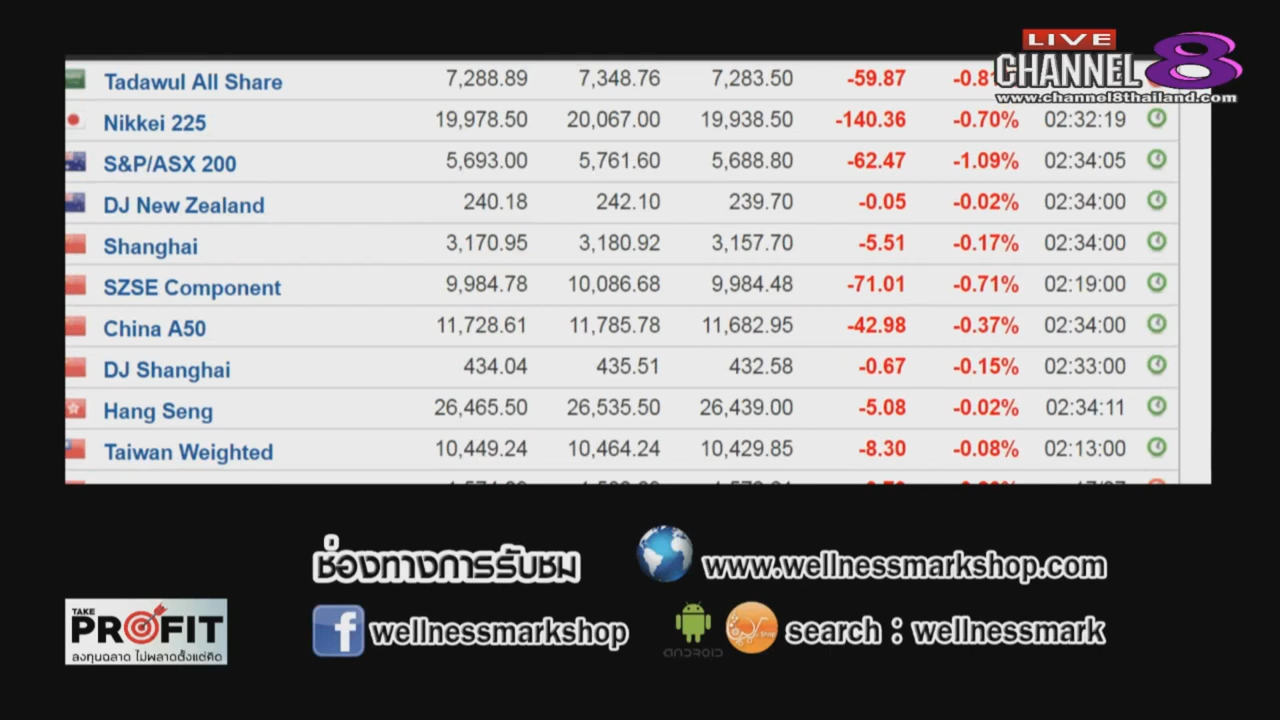 LIVE
CHANNEL 8
www.channel8thailand.com
Tadawul All Share 7,288.89 7,348.76 7,283.50 -59.87 -0.81
Nikkei 225 19,978.50 20,067.00 19,938.50 -140.36 -0.70% 02:32:19
S&P/ASX 200 5,693.00 5,761.60 5,688.80 -62.47 -1.09% 02:34:05
DJ New Zealand 240.18 242.10 239.70 -0.05 -0.02% 02:34:00
Shanghai 3,170.95 3,180.92 3,157.70 -5.51 -0.17% 02:34:00
SZSE Component 9,984.78 10,086.68 9,984.48 -71.01 -0.71% 02:19:00
China A50 11,728.61 11,785.78 11,682.95 -42.98 -0.37% 02:34:00
DJ Shanghai 434.04 435.51 432.58 -0.67 -0.15% 02:33:00
Hang Seng 26,465.50 26,535.50 26,439.00 -5.08 -0.02% 02:34:11
Taiwan Weighted 10,449.24 10,464.24 10,429.85 -8.30 -0.08% 02:13:00
ช่องทางการรับชม
www.wellnessmarkshop.com
TAKE
PROFIT
ลงทุนฉลาด ไม่พลาดตั้งแต่คิด
f wellnessmarkshop
ANDROID
search : wellnessmark